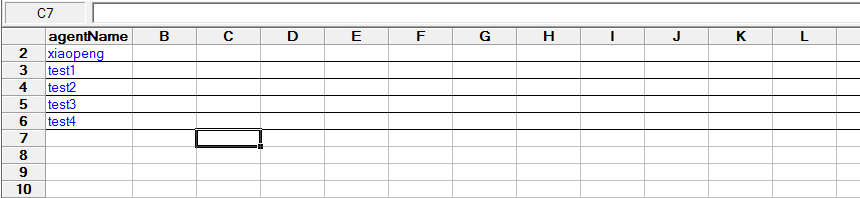 C7
agentName B C D E F G H I J K L
2 xiaopeng
3 test1
4 test2
5 test3
6 test4
7
8
9
10